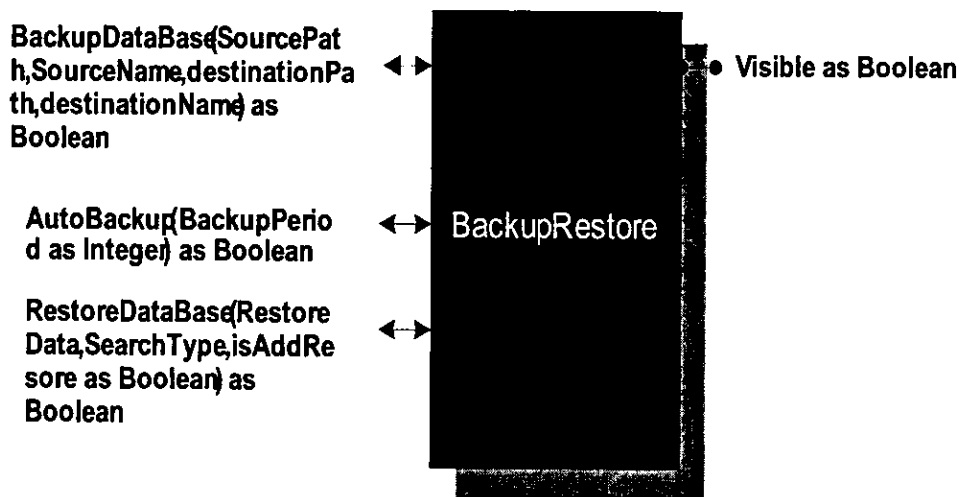 BackupDataBase(SourcePat
h,SourceName,destinationPa
th,destinationName) as
Boolean
Visible as Boolean
AutoBackup(BackupPerio
d as Integer) as Boolean
BackupRestore
RestoreDataBase(Restore
Data,SearchType,isAddRe
sore as Boolean) as
Boolean